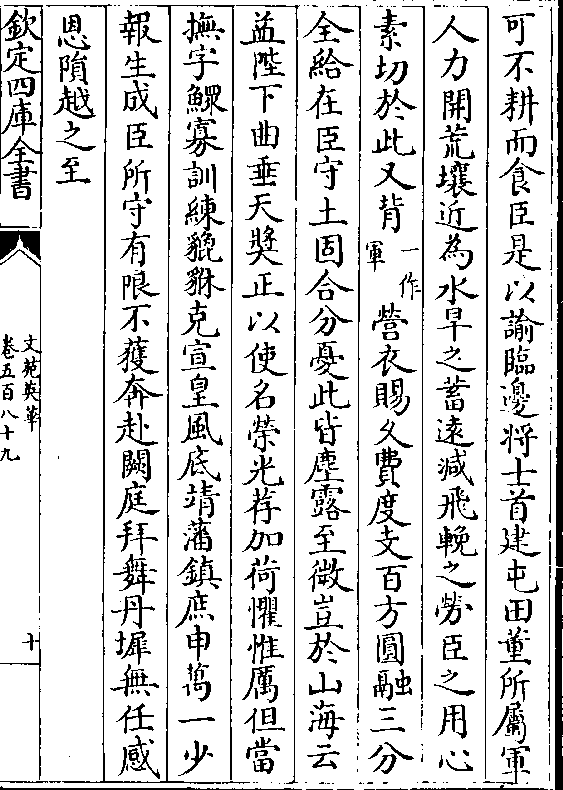 可不耕而食臣是以諭臨邊將士首建屯田董所屬軍
人力開荒壤近為水旱之蓄遠減飛輓之勞臣之用心
素切於此又背一作軍營衣賜久費度支百方圓融三分
全給在臣守土固合分憂此皆塵露至微豈於山海云
益陛下曲垂天奬正以使名榮光荐加荷懼惟厲但當
撫字鰥寡訓練貔貅克宣皇風底靖藩鎮庶申萬一少
報生成臣所守有限不獲奔赴闕庭拜舞丹墀無任感
恩隕越之至
欽定四庫全書
文苑英華
卷五百八十九
十